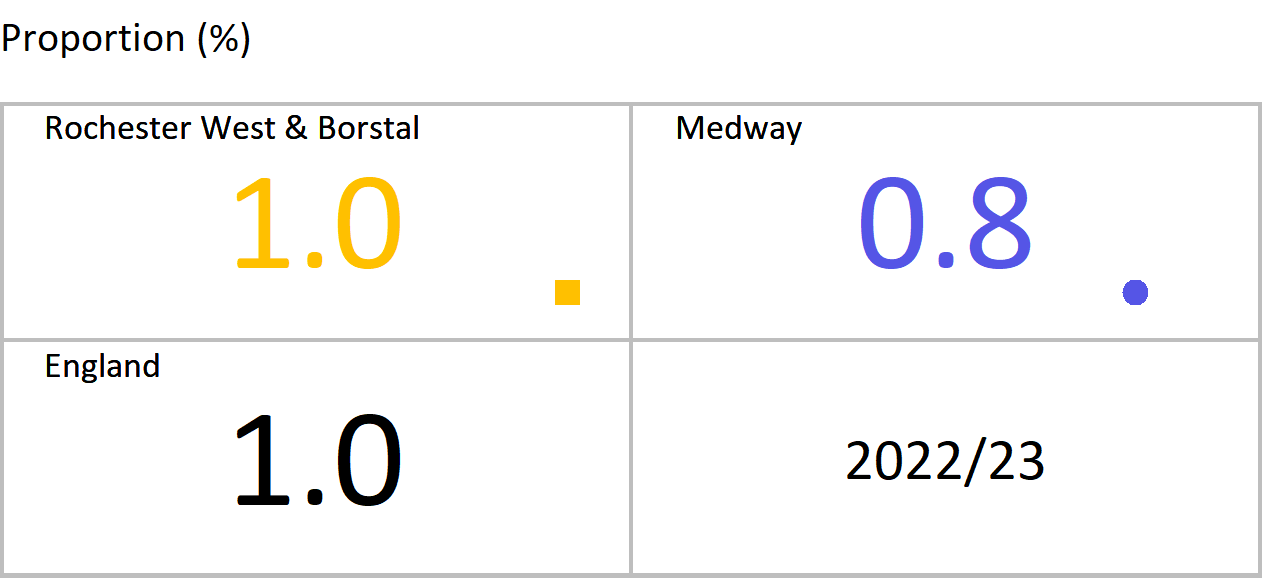 Proportion (%)
Rochester West & Borstal
1.0
Medway
0.8
England
1.0
2022/23